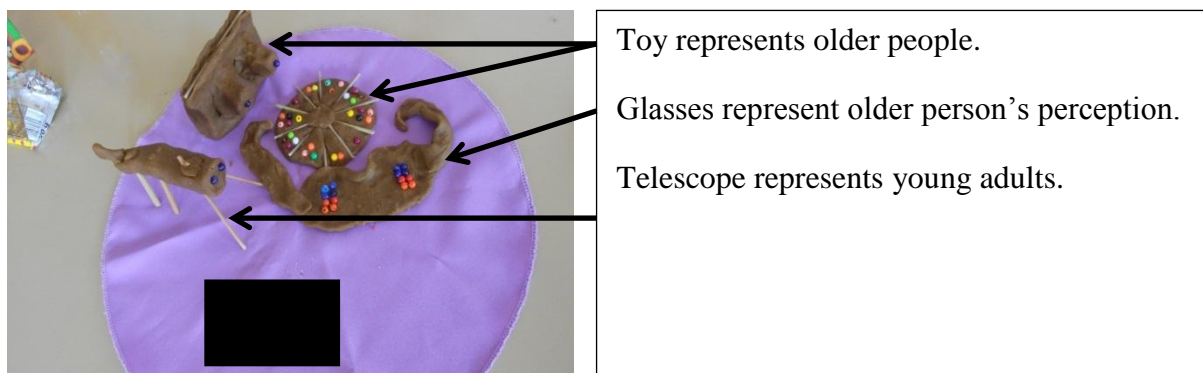 Toy represents older people.
Glasses represent older person’s perception.
Telescope represents young adults.